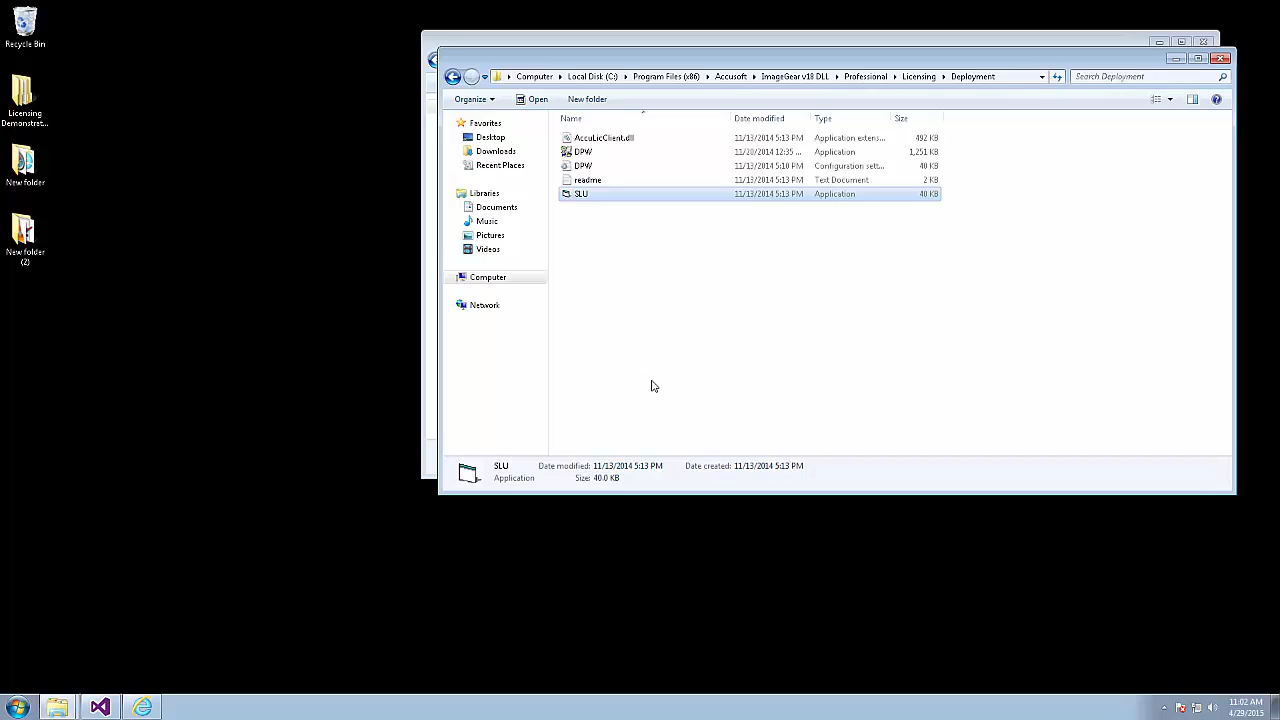 Recycle Bin
Licensing
Demonstrat...
New folder
New folder
(2)
Computer
Local Disk (C:)
Program Files (x86)
Accusoft
ImageGear v18 DLL
Professional
Licensing
Deployment
Search Deployment
Organize
Open
New folder
Name
Date modified
Type
Size
Favorites
Desktop
Downloads
Recent Places
Libraries
Documents
Music
Pictures
Videos
Computer
Network
AccuLicClient.dll 11/13/2014 5:13 PM Application extens... 492 KB
DPW 11/20/2014 12:35 ... Application 1,251 KB
DPW 11/13/2014 5:10 PM Configuration sett... 40 KB
readme 11/13/2014 5:13 PM Text Document 2 KB
SLU 11/13/2014 5:13 PM Application 40 KB
SLU Date modified: 11/13/2014 5:13 PM Date created: 11/13/2014 5:13 PM
Application Size: 40.0 KB
11:02 AM
4/29/2015